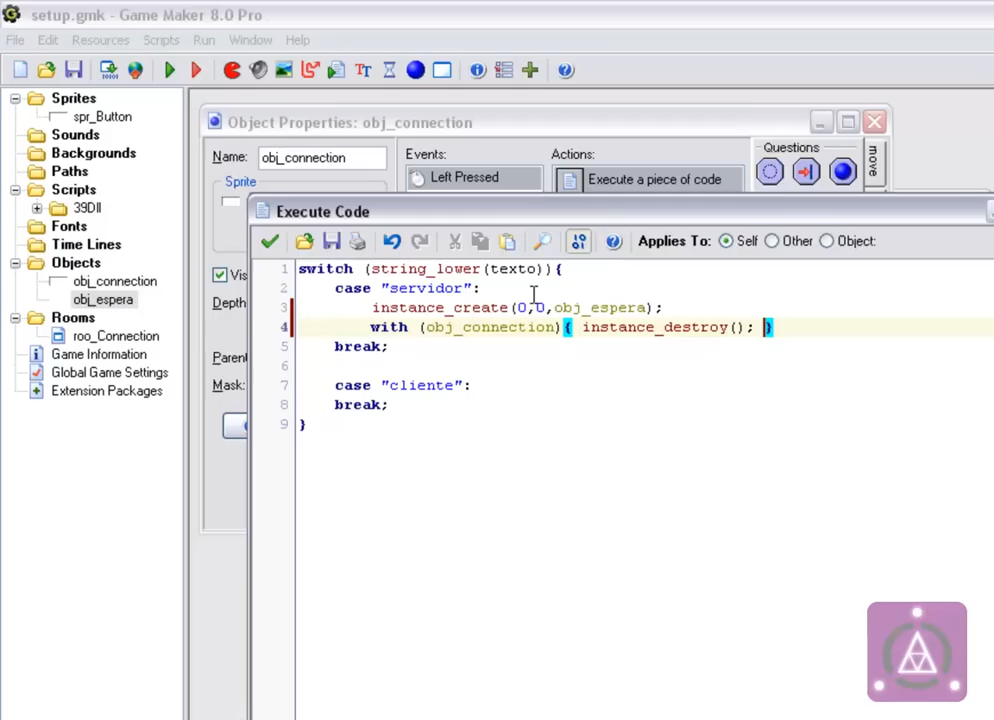 setup.gmk - Game Maker 8.0 Pro
File Edit Resources Scripts Run Window Help
Sprites
spr_Button
Sounds
Backgrounds
Paths
Scripts
39Dll
Fonts
Time Lines
Objects
obj_connection
obj_espera
Rooms
roo_Connection
Game Information
Global Game Settings
Extension Packages
Object Properties: obj_connection
Name: obj_connection
Sprite
Events:
Left Pressed
Actions:
Execute a piece of code
Questions
move
Vis
Depth
Parent
Mask:
Execute Code
Applies To: Self Other Object:
1 switch (string_lower(texto)){
2 case "servidor":
3 instance_create(0,0,obj_espera);
4 with (obj_connection){ instance_destroy(); }
5 break;
6
7 case "cliente":
8 break;
9 }